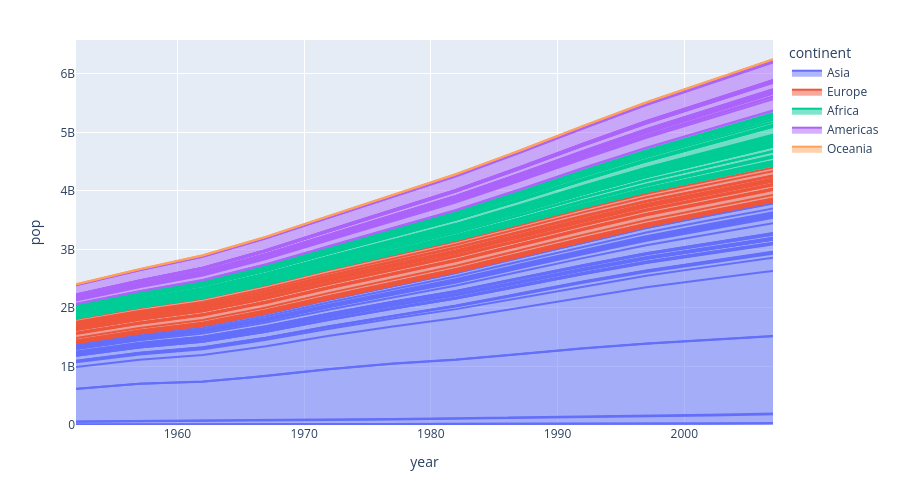 continent
Asia
Europe
Africa
Americas
Oceania
pop
6B
5B
4B
3B
2B
1B
0
1960 1970 1980 1990 2000
year